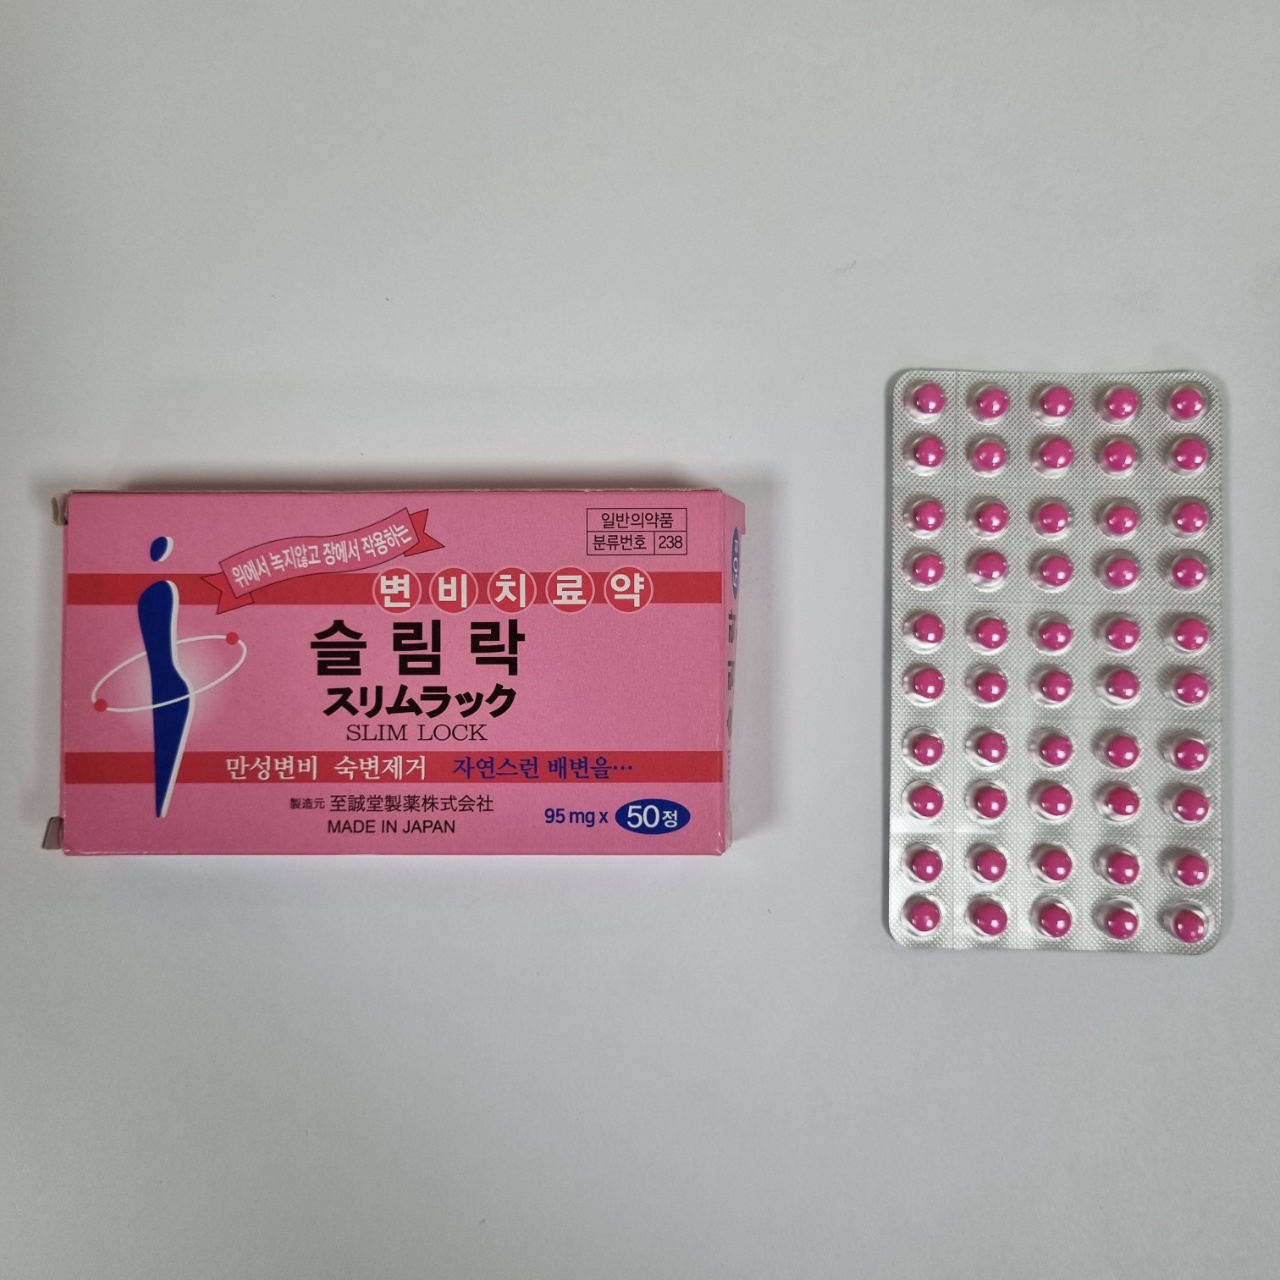 위에서 녹지않고 장에서 작용하는
일반의약품
분류번호 238
변비치료약
슬림락
スリムラック
SLIM LOCK
만성변비 숙변제거 자연스런 배변을…
製造元 至誠堂製薬株式会社
MADE IN JAPAN
95 mg x 50정